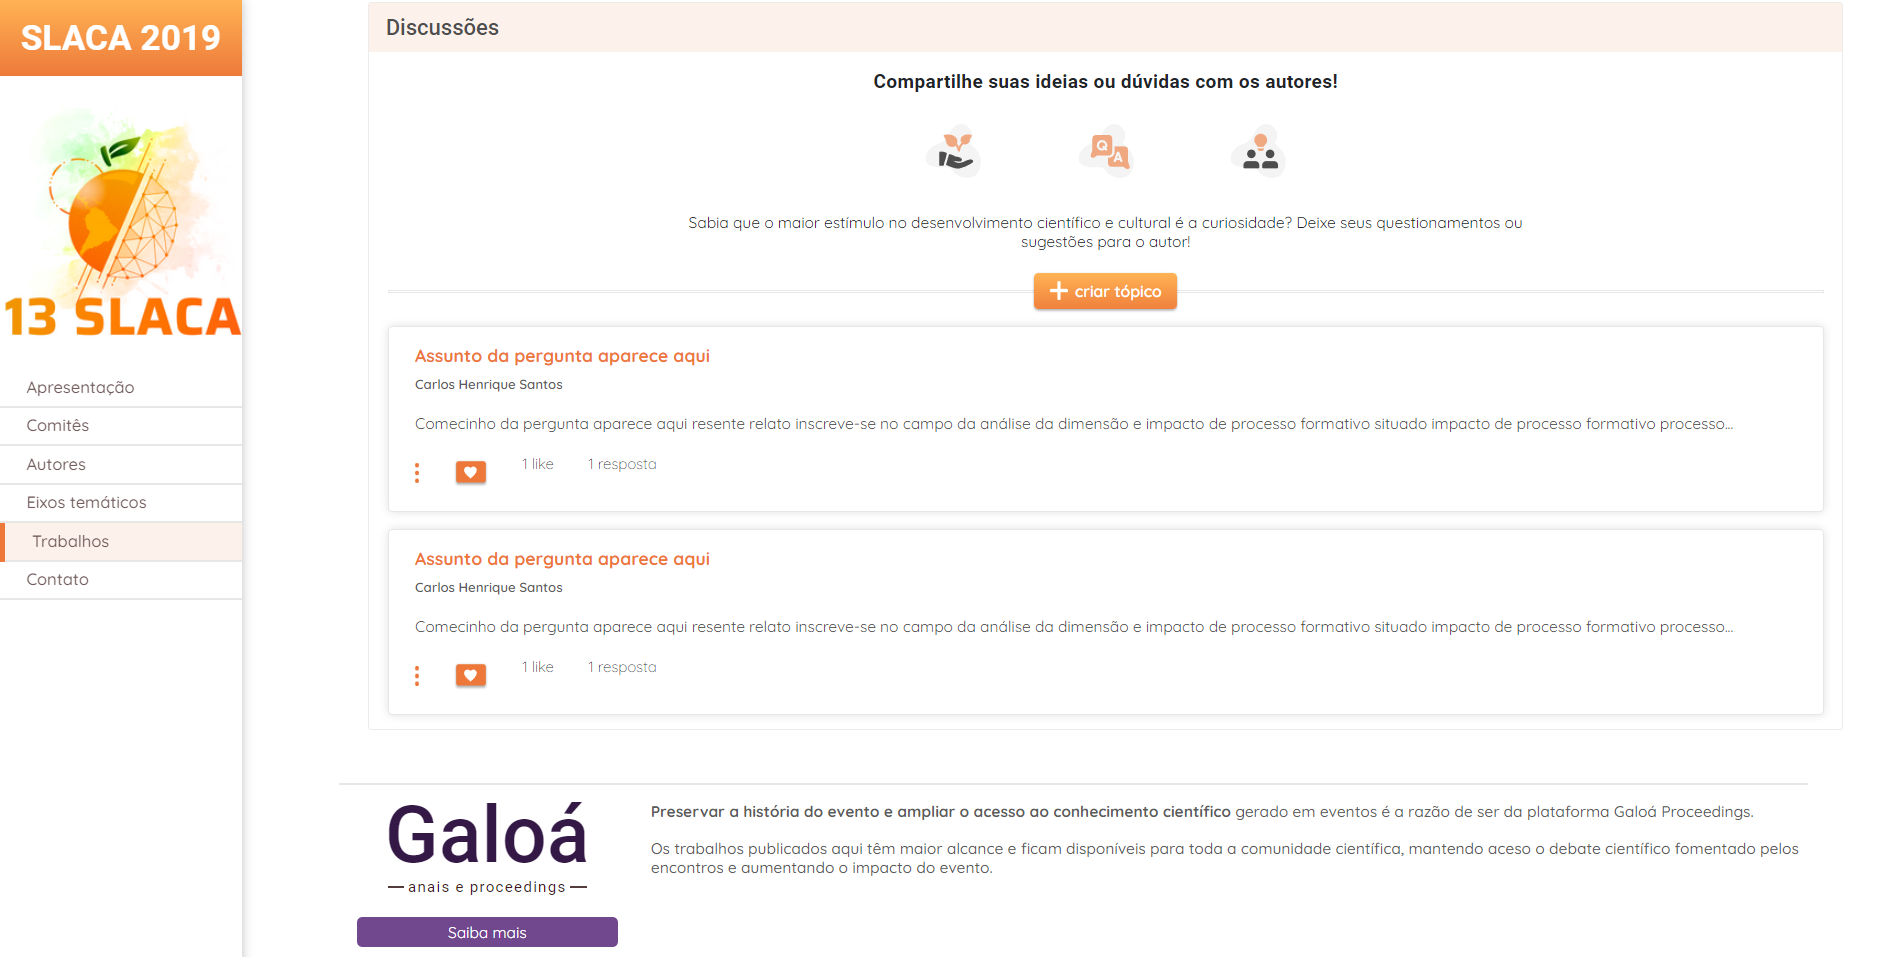 SLACA 2019
13 SLACA
Apresentação
Comitês
Autores
Eixos temáticos
Trabalhos
Contato
Discussões
Compartilhe suas ideias ou dúvidas com os autores!
Q
A
Sabia que o maior estímulo no desenvolvimento científico e cultural é a curiosidade? Deixe seus questionamentos ou
sugestões para o autor!
criar tópico
Assunto da pergunta aparece aqui
Carlos Henrique Santos
Comecinho da pergunta aparece aqui resente relato inscreve-se no campo da análise da dimensão e impacto de processo formativo situado impacto de processo formativo processo...
1 like 1 resposta
Assunto da pergunta aparece aqui
Carlos Henrique Santos
Comecinho da pergunta aparece aqui resente relato inscreve-se no campo da análise da dimensão e impacto de processo formativo situado impacto de processo formativo processo...
1 like 1 resposta
Galoá
anais e proceedings
Saiba mais
Preservar a história do evento e ampliar o acesso ao conhecimento científico gerado em eventos é a razão de ser da plataforma Galoá Proceedings.
Os trabalhos publicados aqui têm maior alcance e ficam disponíveis para toda a comunidade científica, mantendo aceso o debate científico fomentado pelos
encontros e aumentando o impacto do evento.